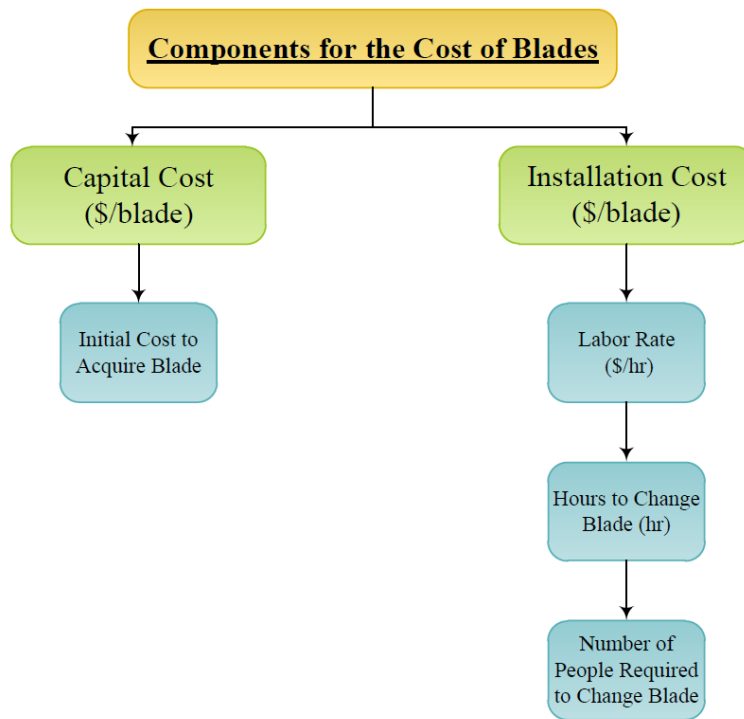 Components for the Cost of Blades
Capital Cost
($/blade)
Installation Cost
($/blade)
Initial Cost to
Acquire Blade
Labor Rate
($/hr)
Hours to Change
Blade (hr)
Number of
People Required
to Change Blade